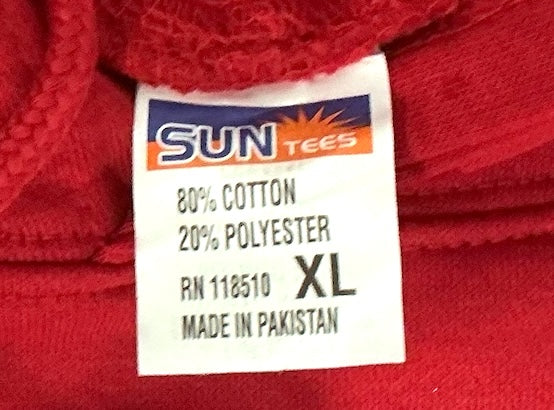 SUN TEES
80% COTTON
20% POLYESTER
RN 118510 XL
MADE IN PAKISTAN